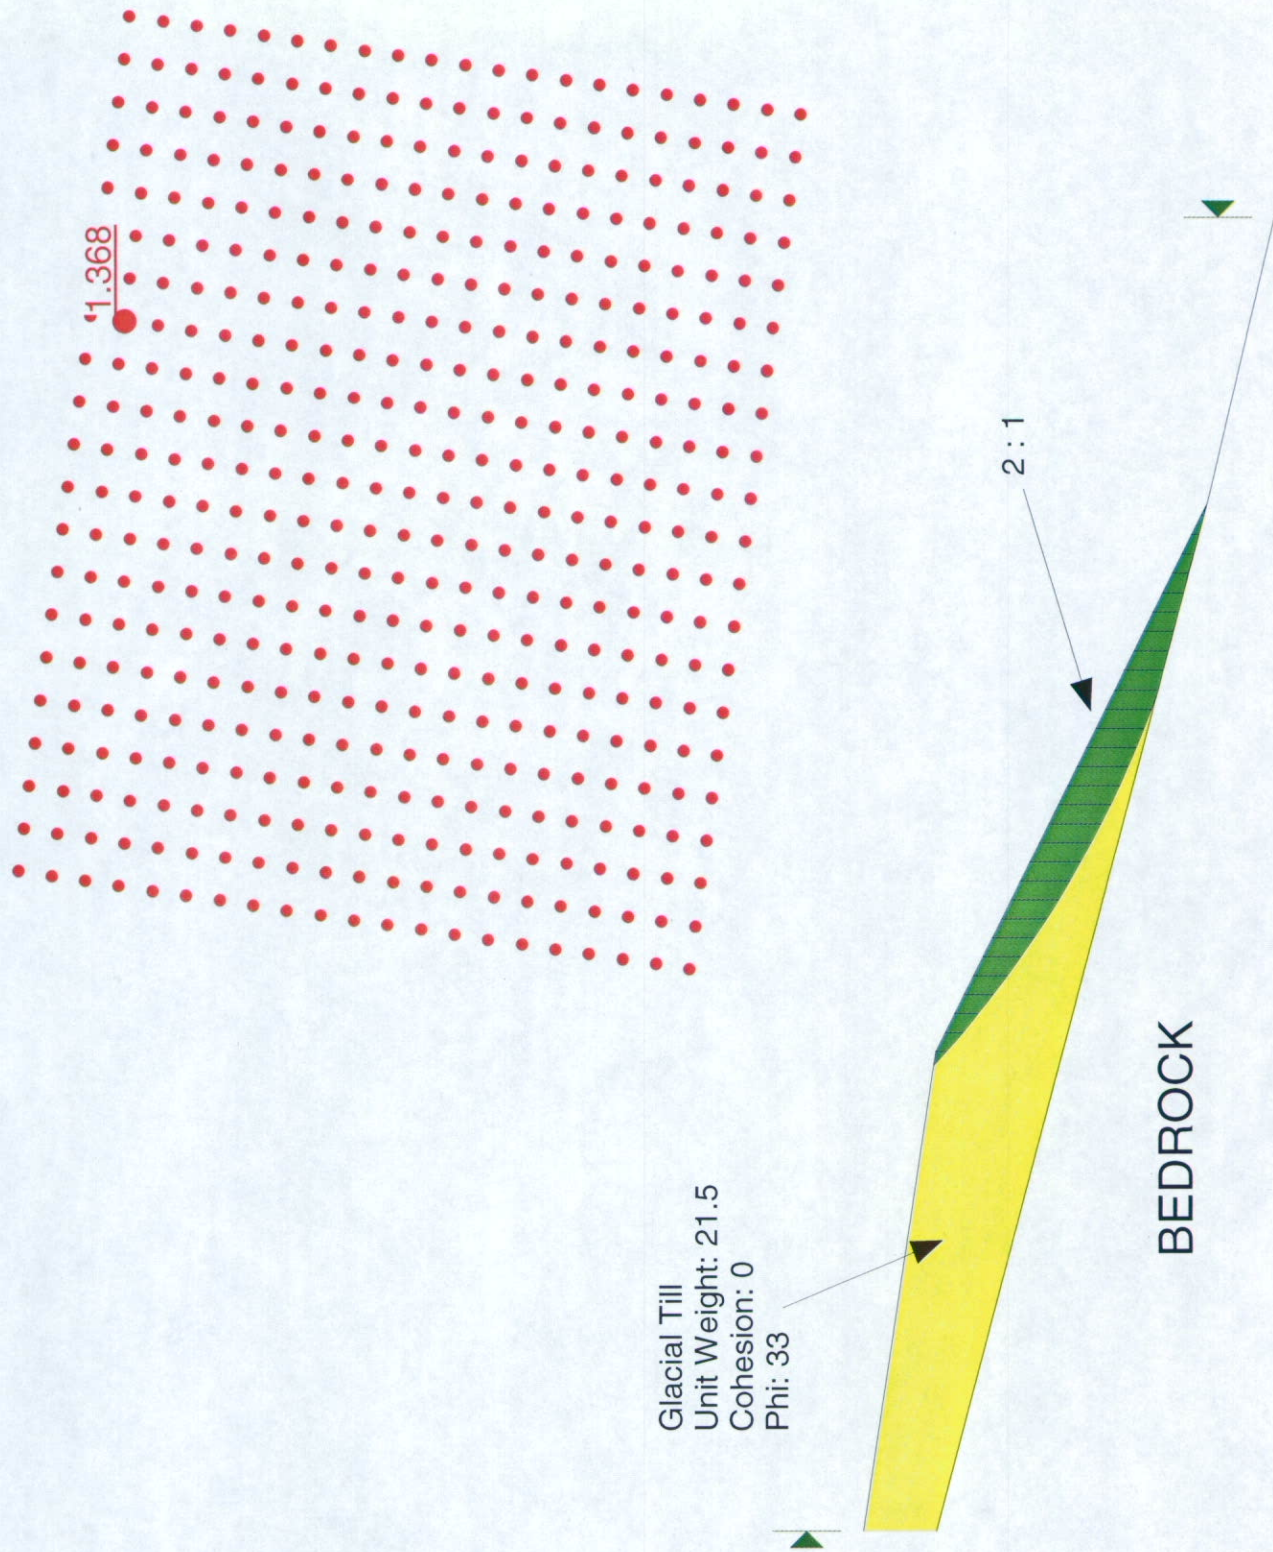 1.368
2 : 1
Glacial Till
Unit Weight: 21.5
Cohesion: 0
Phi: 33
BEDROCK